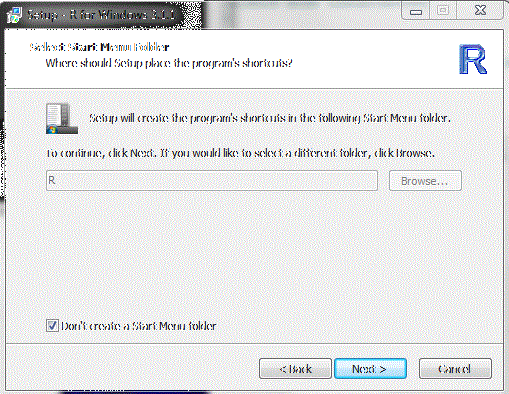 Setup - R for Windows 3.1.1
Select Start Menu Folder
Where should Setup place the program's shortcuts?
R
Setup will create the program's shortcuts in the following Start Menu folder.
To continue, click Next. If you would like to select a different folder, click Browse.
R
Browse...
Don't create a Start Menu folder
< Back
Next >
Cancel